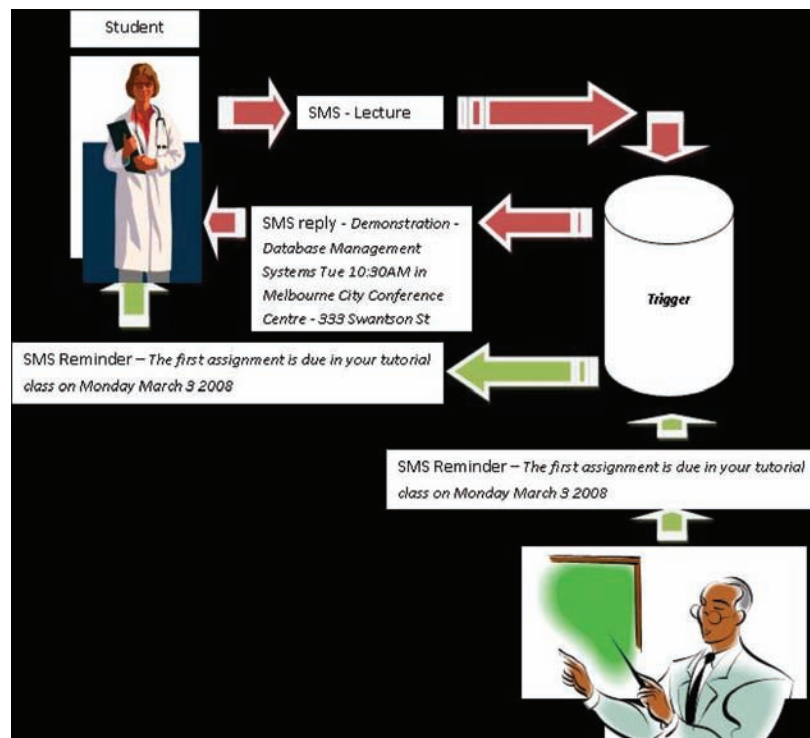 Student
SMS - Lecture
SMS reply - Demonstration -
Database Management
Systems Tue 10:30AM in
Melbourne City Conference
Centre - 333 Swantson St
Trigger
SMS Reminder – The first assignment is due in your tutorial
class on Monday March 3 2008
SMS Reminder – The first assignment is due in your tutorial
class on Monday March 3 2008